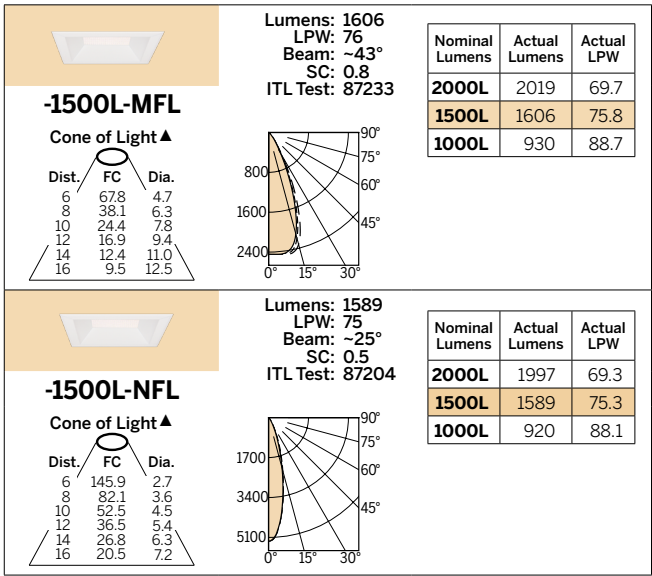 -1500L-MFL
Cone of Light▲
Dist. FC Dia.
6 67.8 4.7
8 38.1 6.3
10 24.4 7.8
12 16.9 9.4
14 12.4 11.0
16 9.5 12.5
Lumens: 1606
LPW: 76
Beam: ~43°
SC: 0.8
ITL Test: 87233
90°
75°
800
60°
1600
45°
2400
0° 15° 30°
Nominal Lumens Actual Lumens Actual LPW
2000L 2019 69.7
1500L 1606 75.8
1000L 930 88.7
-1500L-NFL
Cone of Light▲
Dist. FC Dia.
6 145.9 2.7
8 82.1 3.6
10 52.5 4.5
12 36.5 5.4
14 26.8 6.3
16 20.5 7.2
Lumens: 1589
LPW: 75
Beam: ~25°
SC: 0.5
ITL Test: 87204
90°
75°
1700
60°
3400
45°
5100
0° 15° 30°
Nominal Lumens Actual Lumens Actual LPW
2000L 1997 69.3
1500L 1589 75.3
1000L 920 88.1